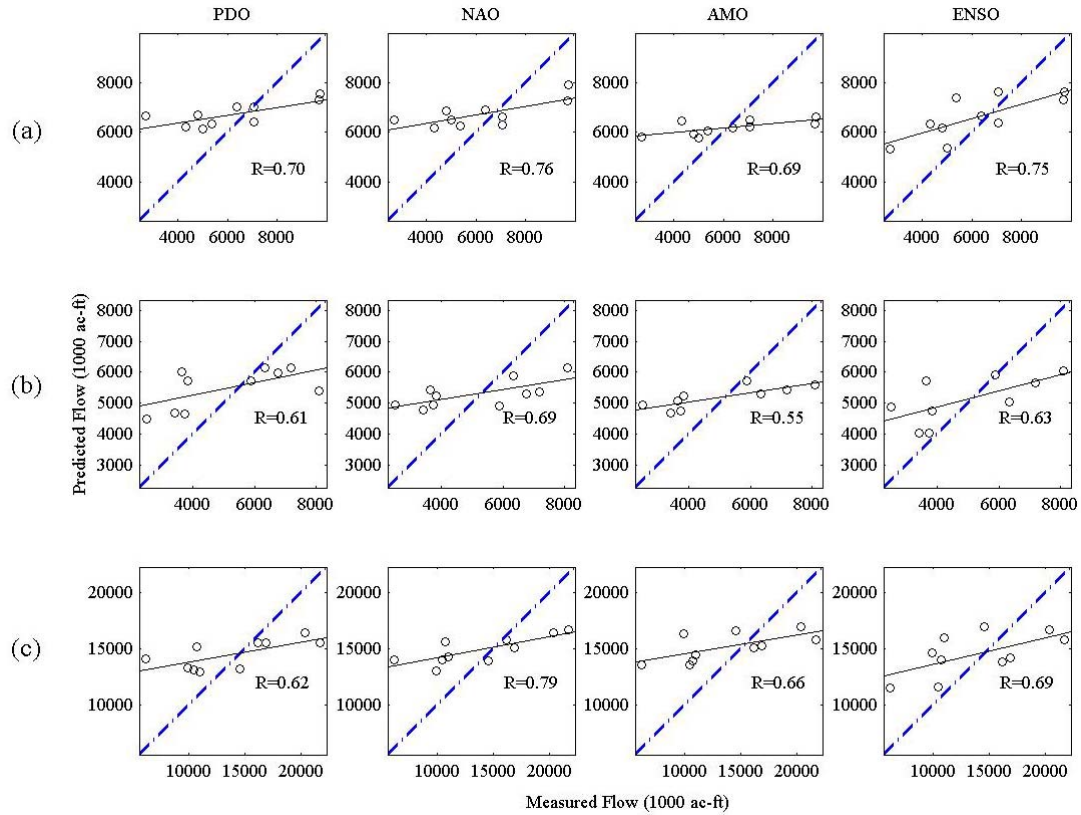 PDO NAO AMO ENSO
(a)
8000 8000 8000 8000
6000 6000 6000 6000
4000 4000 4000 4000
R=0.70 R=0.76 R=0.69 R=0.75
4000 6000 8000 4000 6000 8000 4000 6000 8000 4000 6000 8000
Predicted Flow (1000 ac-ft)
(b)
8000 8000 8000 8000
7000 7000 7000 7000
6000 6000 6000 6000
5000 5000 5000 5000
4000 4000 4000 4000
3000 3000 3000 3000
R=0.61 R=0.69 R=0.55 R=0.63
4000 6000 8000 4000 6000 8000 4000 6000 8000 4000 6000 8000
(c)
20000 20000 20000 20000
15000 15000 15000 15000
10000 10000 10000 10000
R=0.62 R=0.79 R=0.66 R=0.69
10000 15000 20000 10000 15000 20000 10000 15000 20000 10000 15000 20000
Measured Flow (1000 ac-ft)